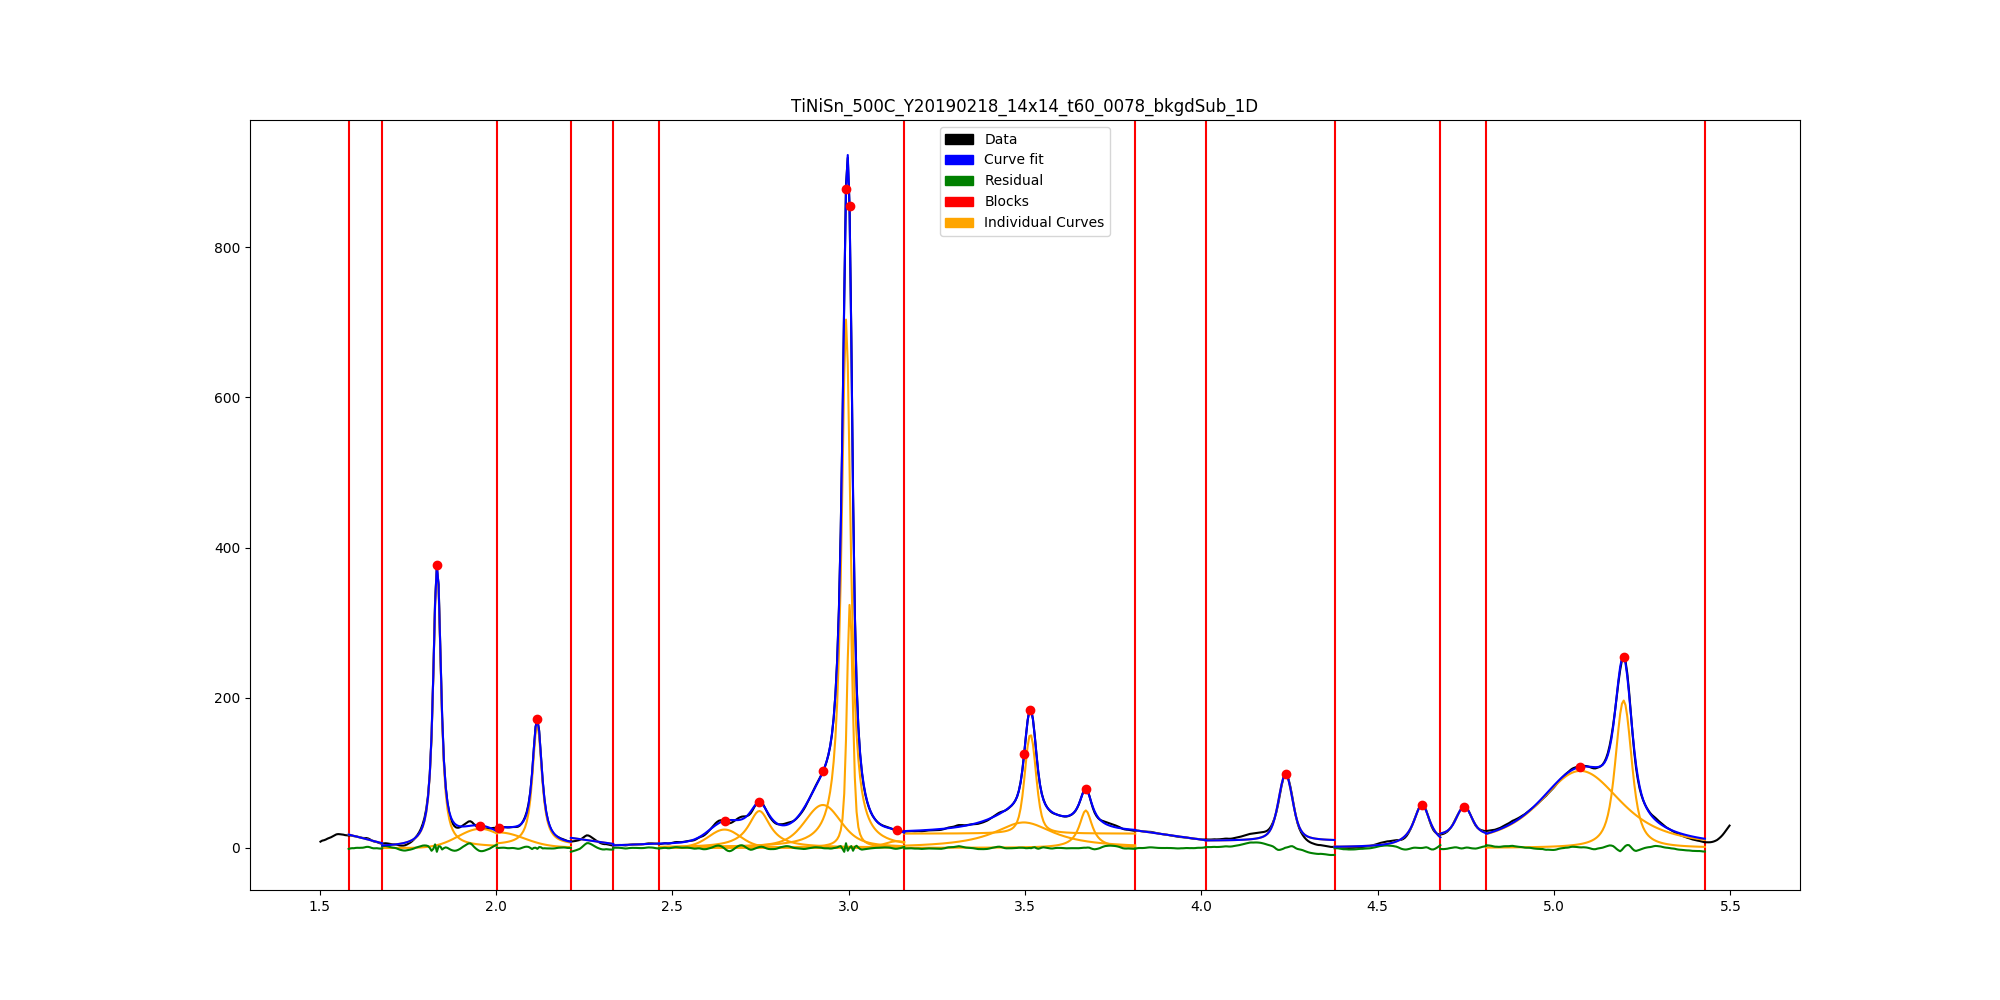 TiNiSn_500C_Y20190218_14x14_t60_0078_bkgdSub_1D
Data
Curve fit
Residual
Blocks
Individual Curves
800
600
400
200
0
1.5 2.0 2.5 3.0 3.5 4.0 4.5 5.0 5.5